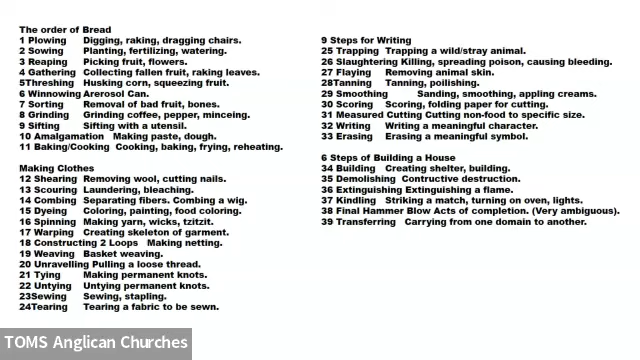 The order of Bread
1 Plowing Digging, raking, dragging chairs.
2 Sowing Planting, fertilizing, watering.
3 Reaping Picking fruit, flowers.
4 Gathering Collecting fallen fruit, raking leaves.
5Threshing Husking corn, squeezing fruit.
6 Winnowing Arerosol Can.
7 Sorting Removal of bad fruit, bones.
8 Grinding Grinding coffee, pepper, minceing.
9 Sifting Sifting with a utensil.
10 Amalgamation Making paste, dough.
11 Baking/Cooking Cooking, baking, frying, reheating.
Making Clothes
12 Shearing Removing wool, cutting nails.
13 Scouring Laundering, bleaching.
14 Combing Separating fibers. Combing a wig.
15 Dyeing Coloring, painting, food coloring.
16 Spinning Making yarn, wicks, tzitzit.
17 Warping Creating skeleton of garment.
18 Constructing 2 Loops Making netting.
19 Weaving Basket weaving.
20 Unravelling Pulling a loose thread.
21 Tying Making permanent knots.
22 Untying Untying permanent knots.
23Sewing Sewing, stapling.
24Tearing Tearing a fabric to be sewn.
9 Steps for Writing
25 Trapping Trapping a wild/stray animal.
26 Slaughtering Killing, spreading poison, causing bleeding.
27 Flaying Removing animal skin.
28Tanning Tanning, poilishing.
29 Smoothing Sanding, smoothing, appling creams.
30 Scoring Scoring, folding paper for cutting.
31 Measured Cutting Cutting non-food to specific size.
32 Writing Writing a meaningful character.
33 Erasing Erasing a meaningful symbol.
6 Steps of Building a House
34 Building Creating shelter, building.
35 Demolishing Contructive destruction.
36 Extinguishing Extinguishing a flame.
37 Kindling Striking a match, turning on oven, lights.
38 Final Hammer Blow Acts of completion. (Very ambiguous).
39 Transferring Carrying from one domain to another.
TOMS Anglican Churches